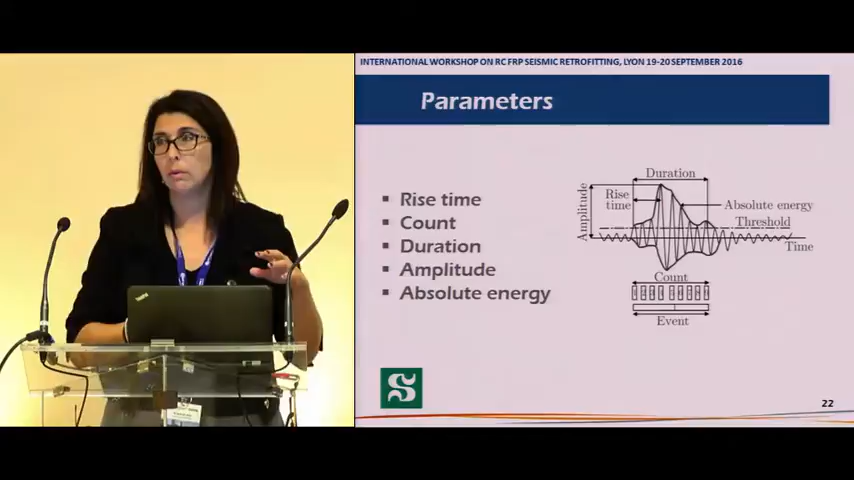 INTERNATIONAL WORKSHOP ON RC FRP SEISMIC RETROFITTING, LYON 19-20 SEPTEMBER 2016
Parameters
▪ Rise time
▪ Count
▪ Duration
▪ Amplitude
▪ Absolute energy
Duration
Amplitude
Rise
time
Absolute energy
Threshold
Time
Count
Event
S
22